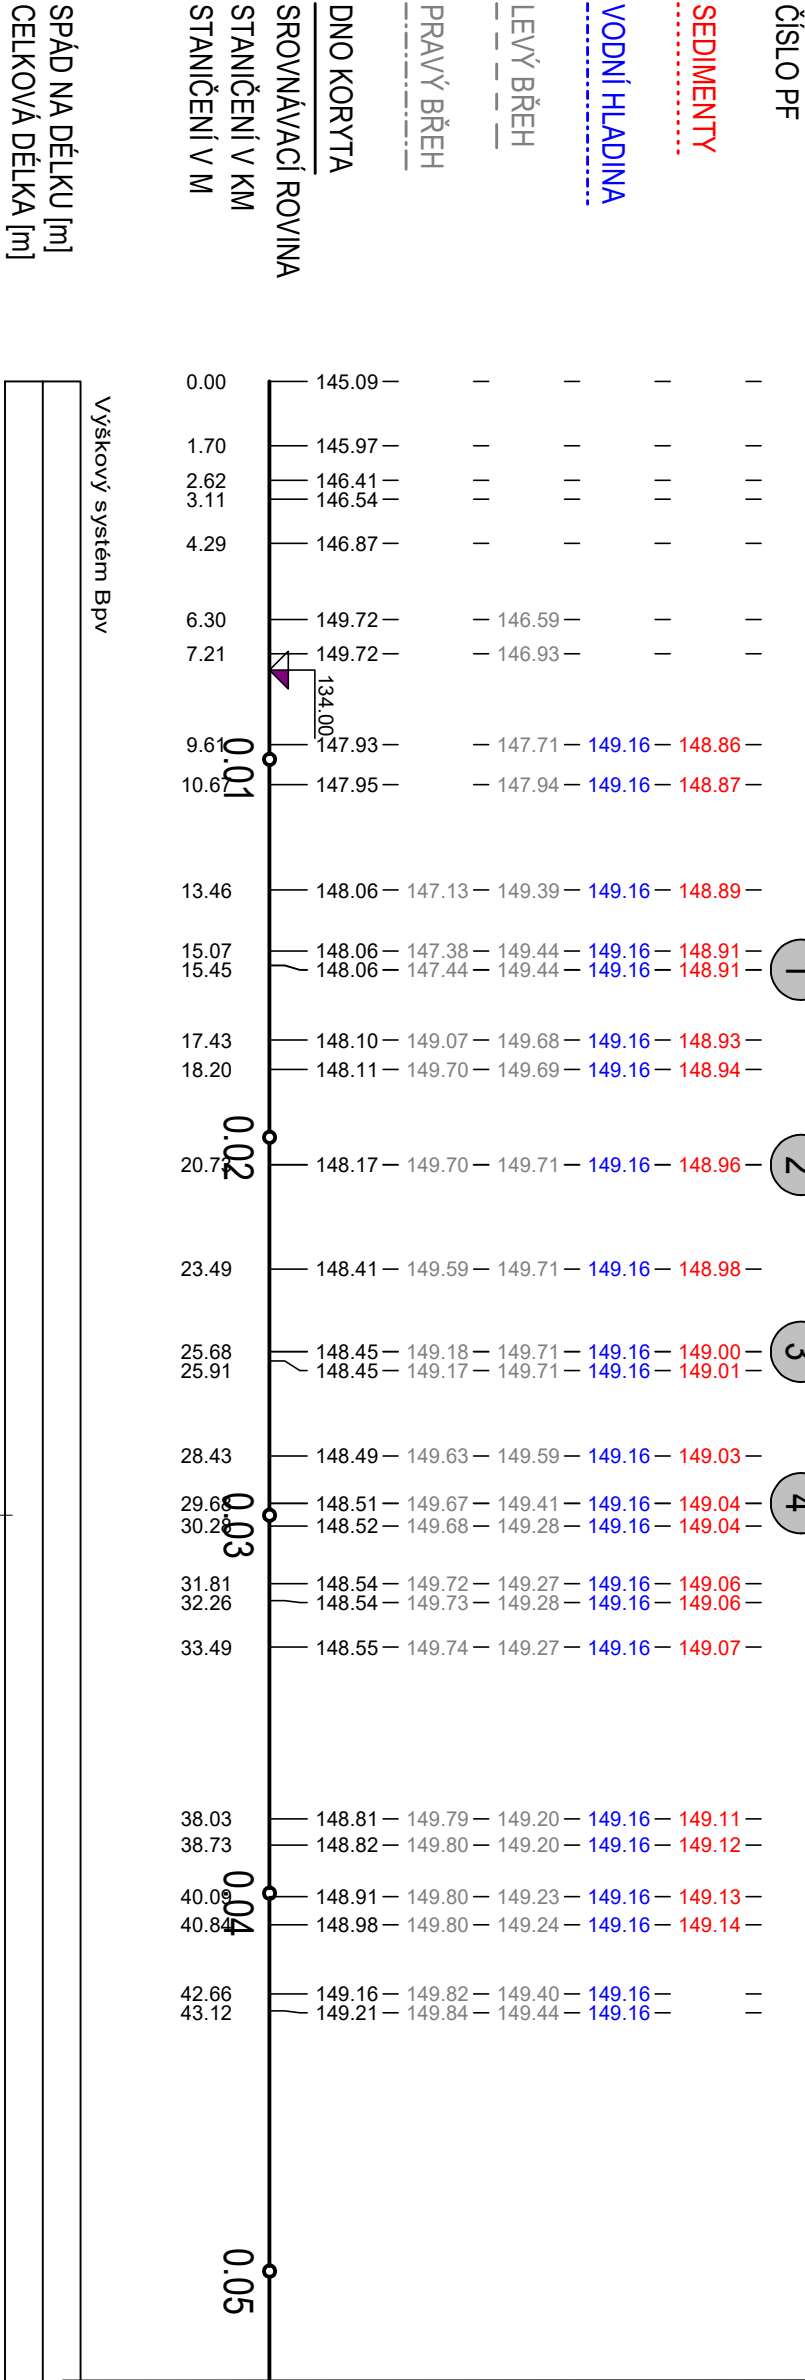 ČÍSLO PF
SEDIMENTY
VODNÍ HLADINA
LEVÝ BŘEH
PRAVÝ BŘEH
DNO KORYTA
SROVNÁVACÍ ROVINA
STANIČENÍ V KM
STANIČENÍ V M
SPÁD NA DÉLKU [m]
CELKOVÁ DÉLKA [m]
Výškový systém Bpv
134.00
0.00 145.09 – – – – –
1.70 145.97 – – – – –
2.62 146.41 – – – – –
3.11 146.54 – – – – –
4.29 146.87 – – – – –
6.30 149.72 – – 146.59 – – –
7.21 149.72 – – 146.93 – – –
9.61 147.93 – – 147.71 – 149.16 – 148.86 –
0.01
10.67 147.95 – – 147.94 – 149.16 – 148.87 –
13.46 148.06 – 147.13 – 149.39 – 149.16 – 148.89 –
15.07 148.06 – 147.38 – 149.44 – 149.16 – 148.91 –
15.45 148.06 – 147.44 – 149.44 – 149.16 – 148.91 – 1
17.43 148.10 – 149.07 – 149.68 – 149.16 – 148.93 –
18.20 148.11 – 149.70 – 149.69 – 149.16 – 148.94 –
0.02
148.17 – 149.70 – 149.71 – 149.16 – 148.96 – 2
23.49 148.41 – 149.59 – 149.71 – 149.16 – 148.98 –
25.68 148.45 – 149.18 – 149.71 – 149.16 – 149.00 – 3
25.91 148.45 – 149.17 – 149.71 – 149.16 – 149.01 –
28.43 148.49 – 149.63 – 149.59 – 149.16 – 149.03 –
29.68 148.51 – 149.67 – 149.41 – 149.16 – 149.04 – 4
0.03
30.28 148.52 – 149.68 – 149.28 – 149.16 – 149.04 –
31.81 148.54 – 149.72 – 149.27 – 149.16 – 149.06 –
32.26 148.54 – 149.73 – 149.28 – 149.16 – 149.06 –
33.49 148.55 – 149.74 – 149.27 – 149.16 – 149.07 –
38.03 148.81 – 149.79 – 149.20 – 149.16 – 149.11 –
38.73 148.82 – 149.80 – 149.20 – 149.16 – 149.12 –
0.04
40.09 148.91 – 149.80 – 149.23 – 149.16 – 149.13 –
40.84 148.98 – 149.80 – 149.24 – 149.16 – 149.14 –
42.66 149.16 – 149.82 – 149.40 – 149.16 – –
43.12 149.21 – 149.84 – 149.44 – 149.16 – –
0.05